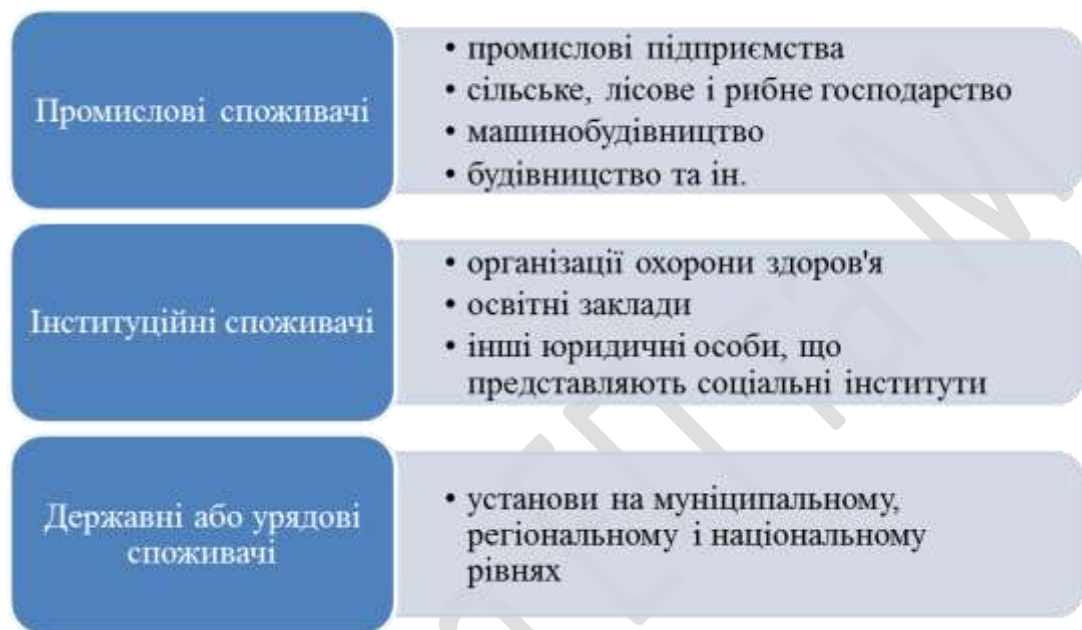 Промислові споживачі
• промислові підприємства
• сільське, лісове і рибне господарство
• машинобудівництво
• будівництво та ін.
Інституційні споживачі
• організації охорони здоров'я
• освітні заклади
• інші юридичні особи, що
представляють соціальні інститути
Державні або урядові
споживачі
• установи на муніципальному,
регіональному і національному
рівнях